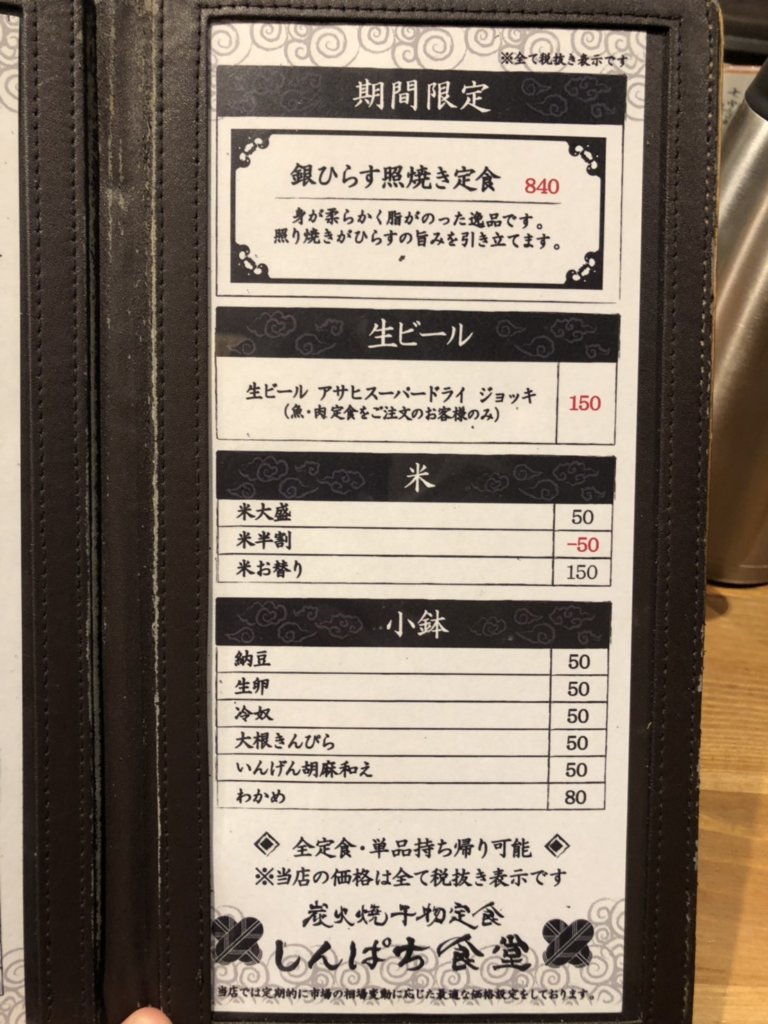 ※全て税抜き表示です
期間限定
銀ひらす照焼き定食 840
身が柔らかく脂がのった逸品です。
照り焼きがひらすの旨みを引き立てます。
生ビール
生ビール アサヒスーパードライ ジョッキ 150
(魚・肉定食をご注文のお客様のみ)
米
米大盛 50
米半割 -50
米お替り 150
小鉢
納豆 50
生卵 50
冷奴 50
大根きんぴら 50
いんげん胡麻和え 50
わかめ 80
全定食・単品持ち帰り可能
※当店の価格は全て税抜き表示です
炭火焼干物定食
しんぱち食堂
当店では定期的に市場の相場変動に応じた最適な価格設定をしております。